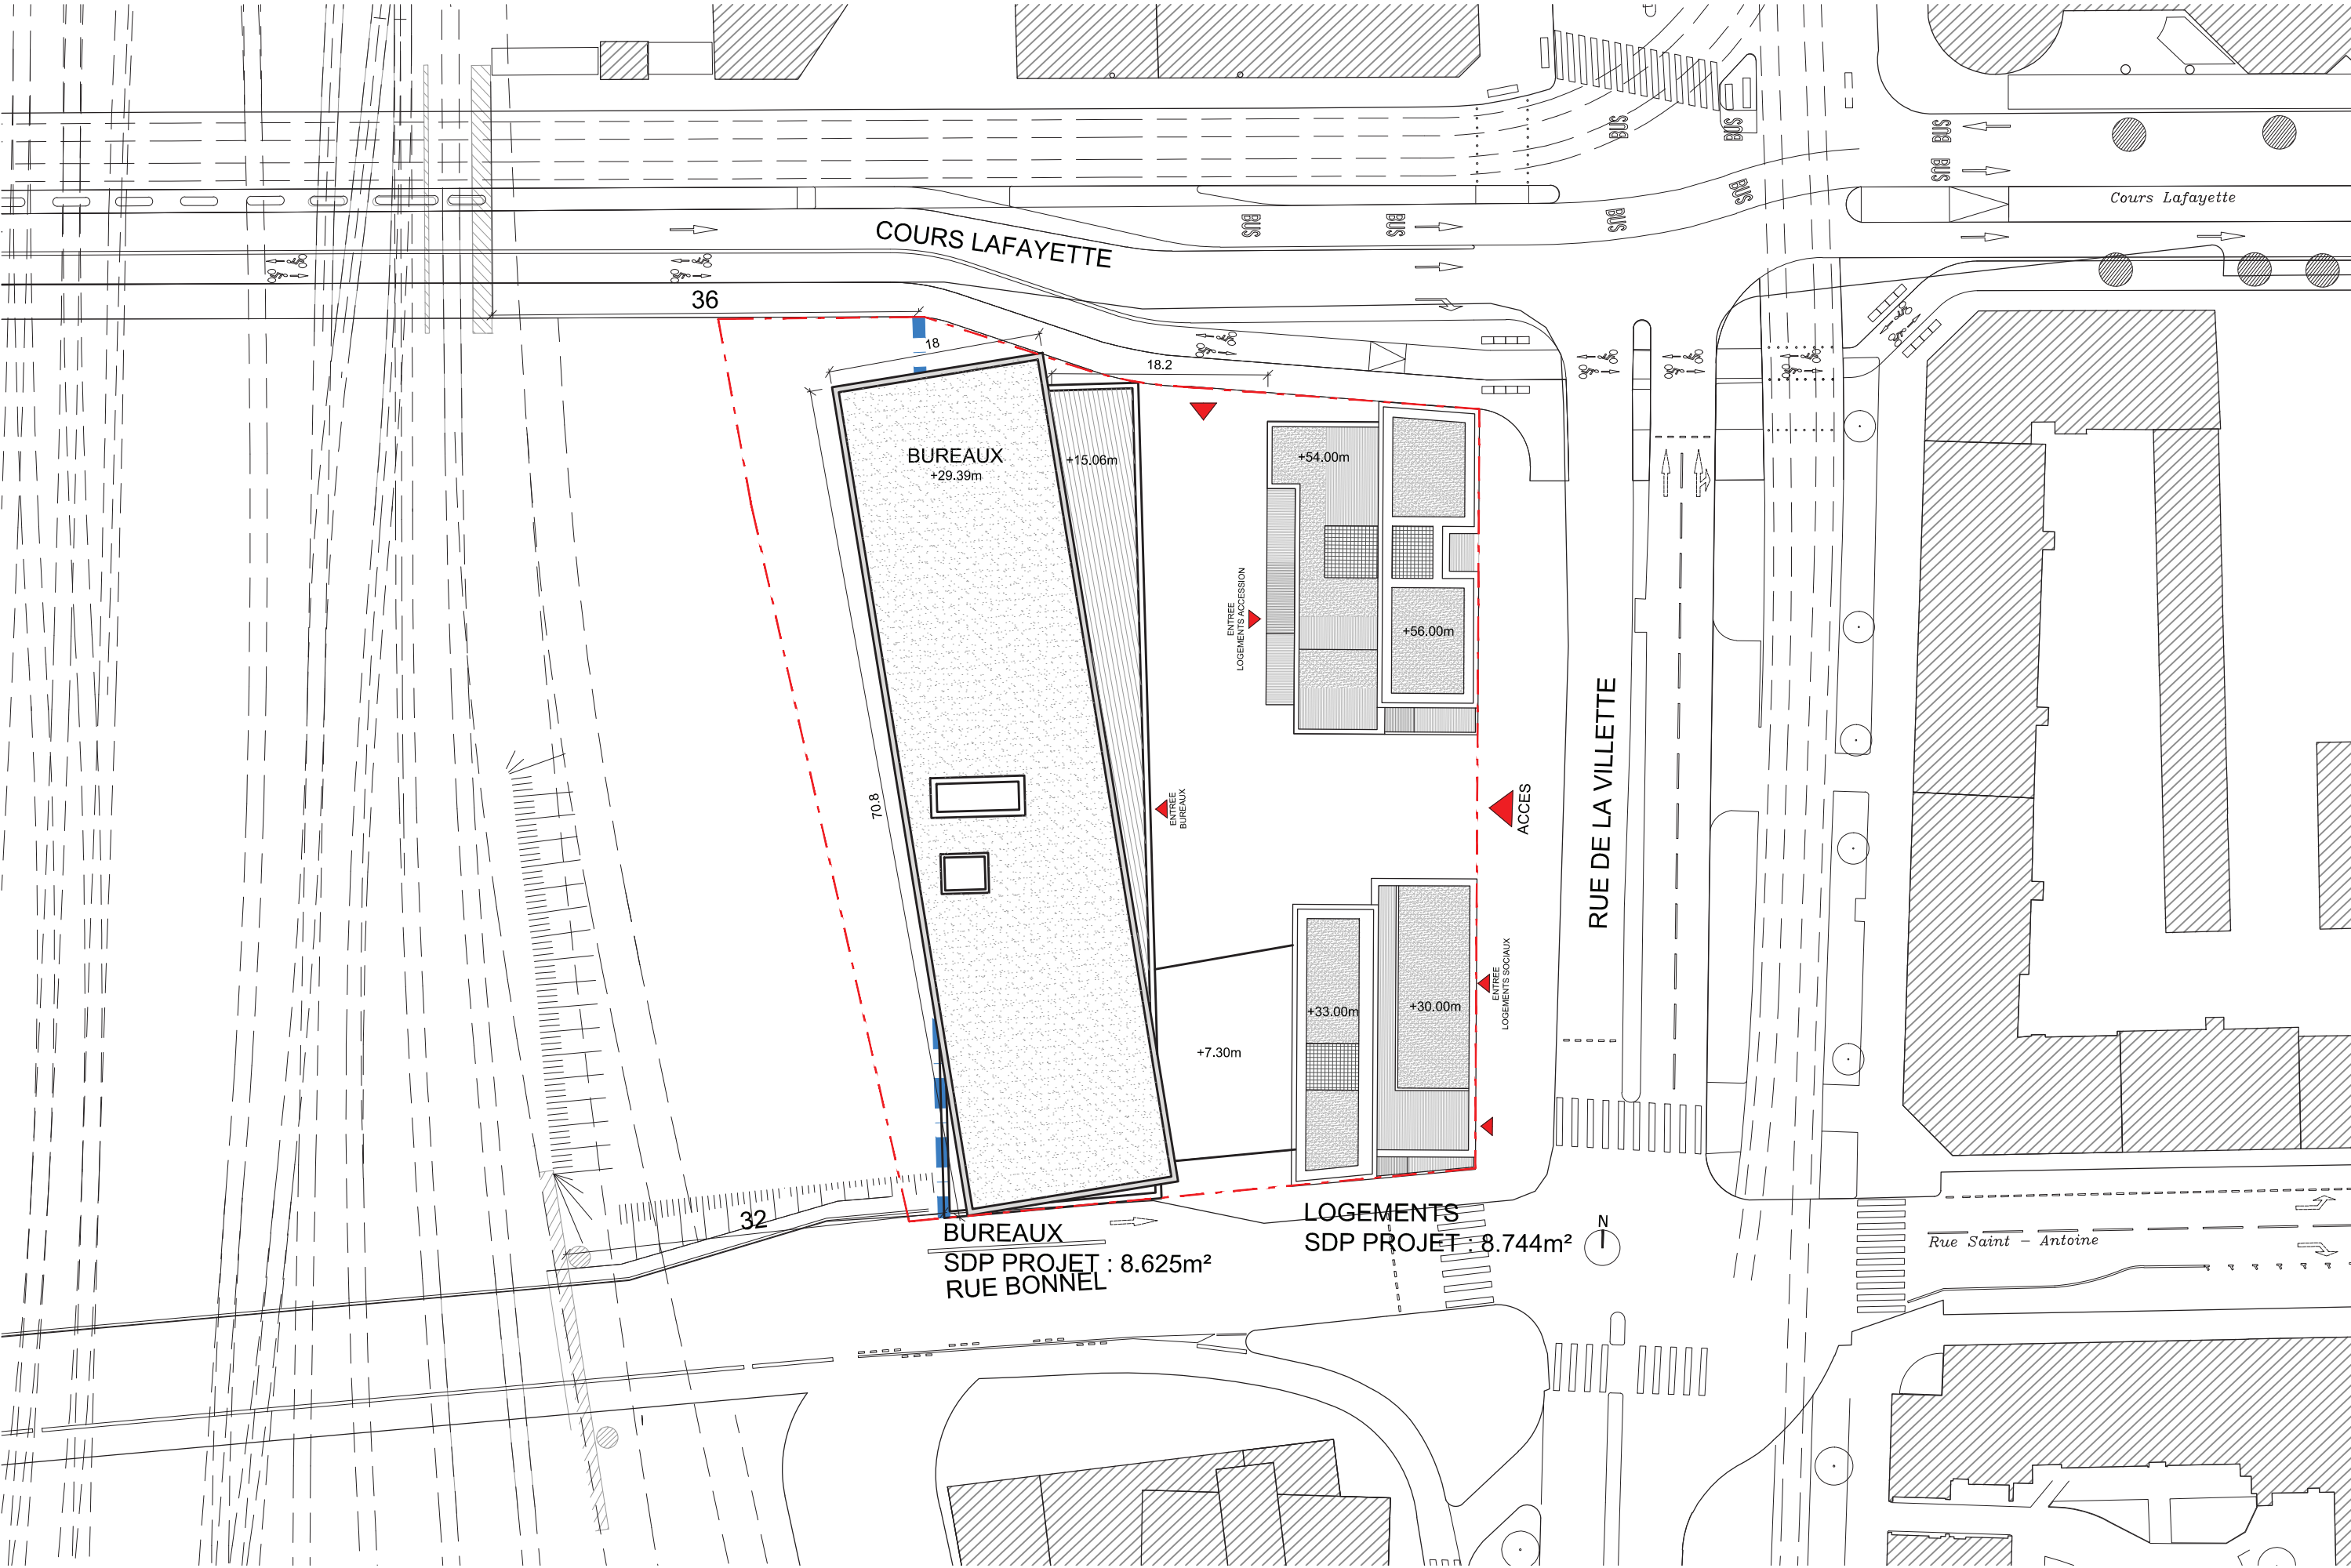 BUS
BUS
BUS
BUS
BUS
Cours Lafayette
BUS
BUS
BUS
COURS LAFAYETTE
36
18
18.2
BUREAUX
+29.39m
+15.06m
+54.00m
ENTREE
LOGEMENTS ACCESSION
+56.00m
RUE DE LA VILLETTE
70.8
ENTREE
BUREAUX
ACCES
ENTREE
LOGEMENTS SOCIAUX
+33.00m
+30.00m
+7.30m
32
BUREAUX
SDP PROJET : 8.625m²
RUE BONNEL
LOGEMENTS
SDP PROJET : 8.744m²
N
Rue Saint - Antoine